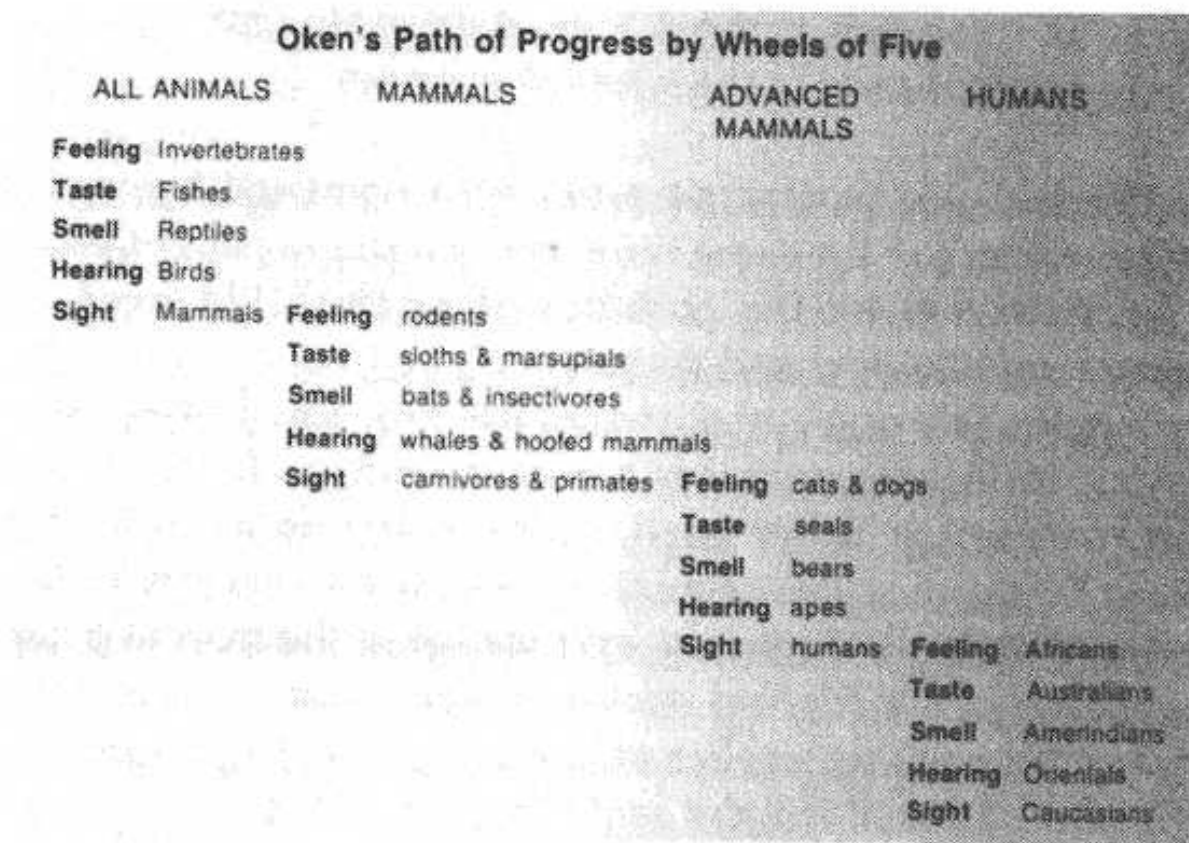 Oken's Path of Progress by Wheels of Five
ALL ANIMALS MAMMALS ADVANCED MAMMALS HUMANS
Feeling Invertebrates
Taste Fishes
Smell Reptiles
Hearing Birds
Sight Mammals Feeling rodents
Taste sloths & marsupials
Smell bats & insectivores
Hearing whales & hoofed mammals
Sight carnivores & primates Feeling cats & dogs
Taste seals
Smell bears
Hearing apes
Sight humans Feeling Africans
Taste Australians
Smell Amerindians
Hearing Orientals
Sight Caucasians